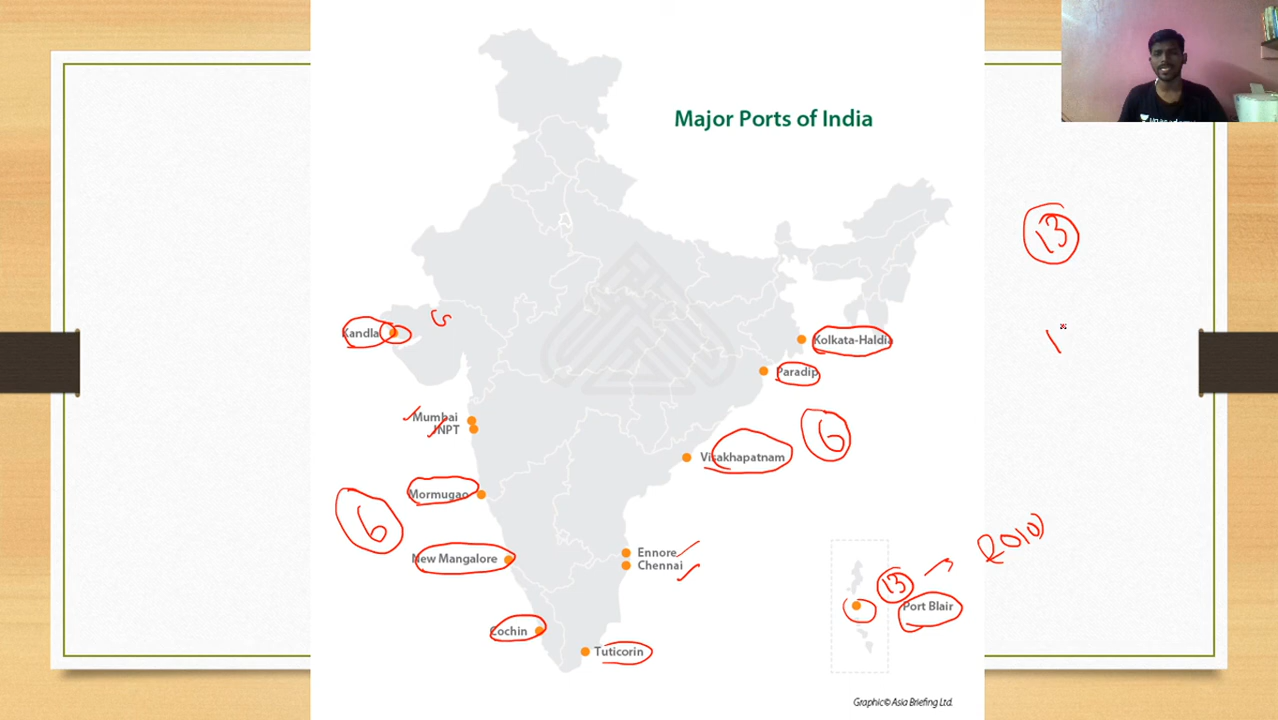 Major Ports of India
13
Kandla
G
Kolkata-Haldia
Paradip
Mumbai
JNPT
6
Visakhapatnam
Mormugao
6
New Mangalore
Ennore
Chennai
2010
13
Port Blair
Cochin
Tuticorin
Graphic© Asia Briefing Ltd.